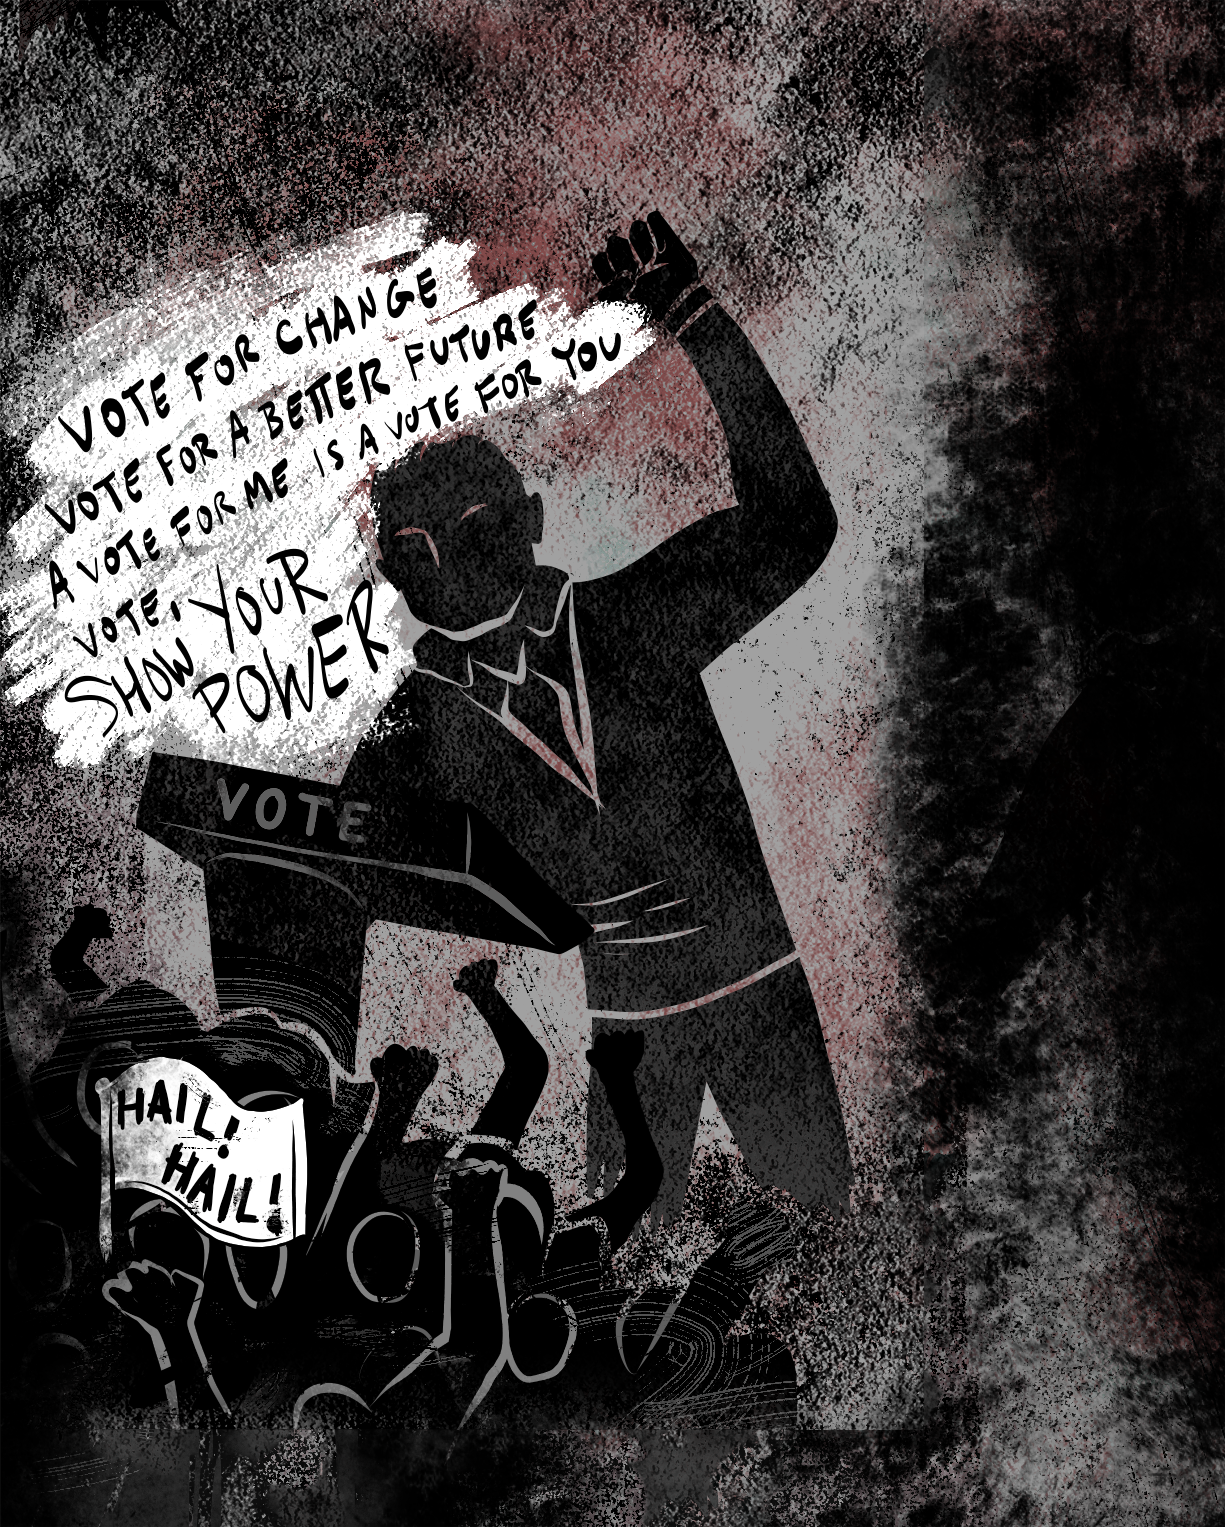 VOTE FOR CHANGE
VOTE FOR A BETTER FUTURE
A VOTE FOR ME IS A VOTE FOR YOU
VOTE,
SHOW YOUR
POWER
VOTE
HAIL!
HAIL!